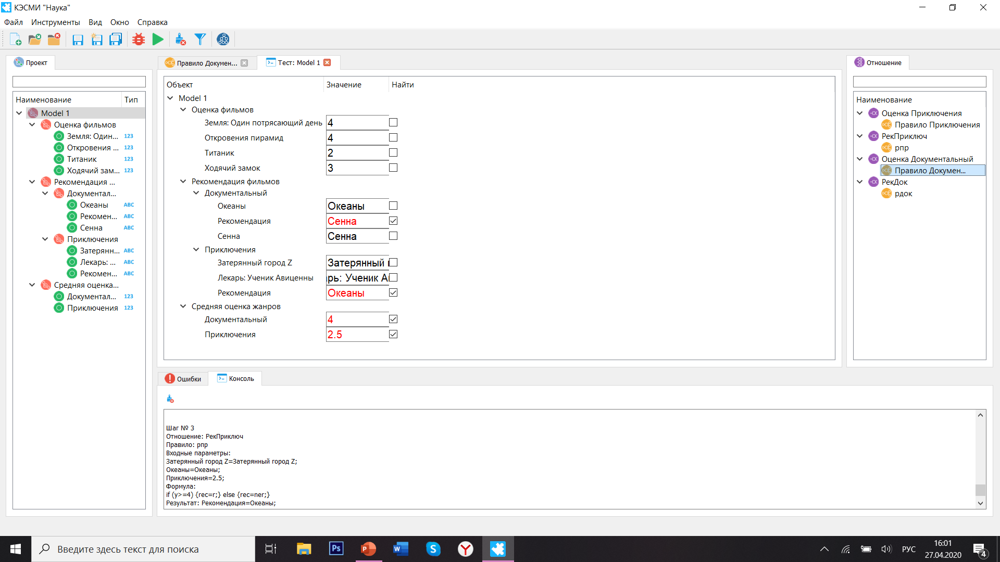 КЭСМИ "Наука"
Файл Инструменты Вид Окно Справка
Проект
Наименование Тип
Model 1
Оценка фильмов
Земля: Один... 123
Откровения ... 123
Титаник 123
Ходячий зам... 123
Рекомендация ...
Документал...
Океаны ABC
Рекомен... ABC
Сенна ABC
Приключения
Затерянн... ABC
Лекарь: ... ABC
Рекомен... ABC
Средняя оценка...
Документал... 123
Приключения 123
Правило Докумен... Тест: Model 1
Объект Значение Найти
Model 1
Оценка фильмов
Земля: Один потрясающий день 4
Откровения пирамид 4
Титаник 2
Ходячий замок 3
Рекомендация фильмов
Документальный
Океаны Океаны
Рекомендация Сенна
Сенна Сенна
Приключения
Затерянный город Z Затерянный
Лекарь: Ученик Авиценны арь: Ученик Ав
Рекомендация Океаны
Средняя оценка жанров
Документальный 4
Приключения 2.5
Отношение
Наименование
Оценка Приключения
Правило Приключения
РекПриключ
рпр
Оценка Документальный
Правило Докумен...
РекДок
рдок
Ошибки Консоль
Шаг № 3
Отношение: РекПриключ
Правило: рпр
Входные параметры:
Затерянный город Z=Затерянный город Z;
Океаны=Океаны;
Приключения=2.5;
Формула:
if (y>=4) {rec=r;} else {rec=ner;}
Результат: Рекомендация=Океаны;
Введите здесь текст для поиска
Ps
P
W
S
Y
РУС
16:01
27.04.2020
4